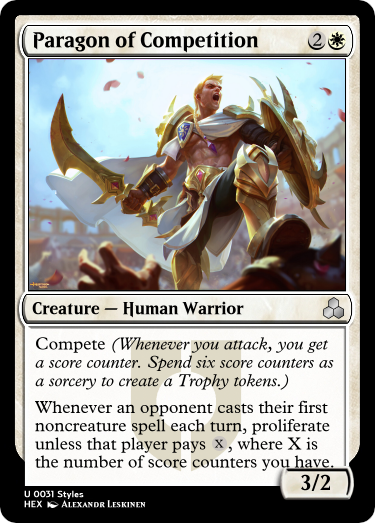 Paragon of Competition 2
Creature — Human Warrior
Compete (Whenever you attack, you get
a score counter. Spend six score counters as
a sorcery to create a Trophy tokens.)
Whenever an opponent casts their first
noncreature spell each turn, proliferate
unless that player pays X, where X is
the number of score counters you have.
3/2
U 0031 Styles
HEX Alexandr Leskinen